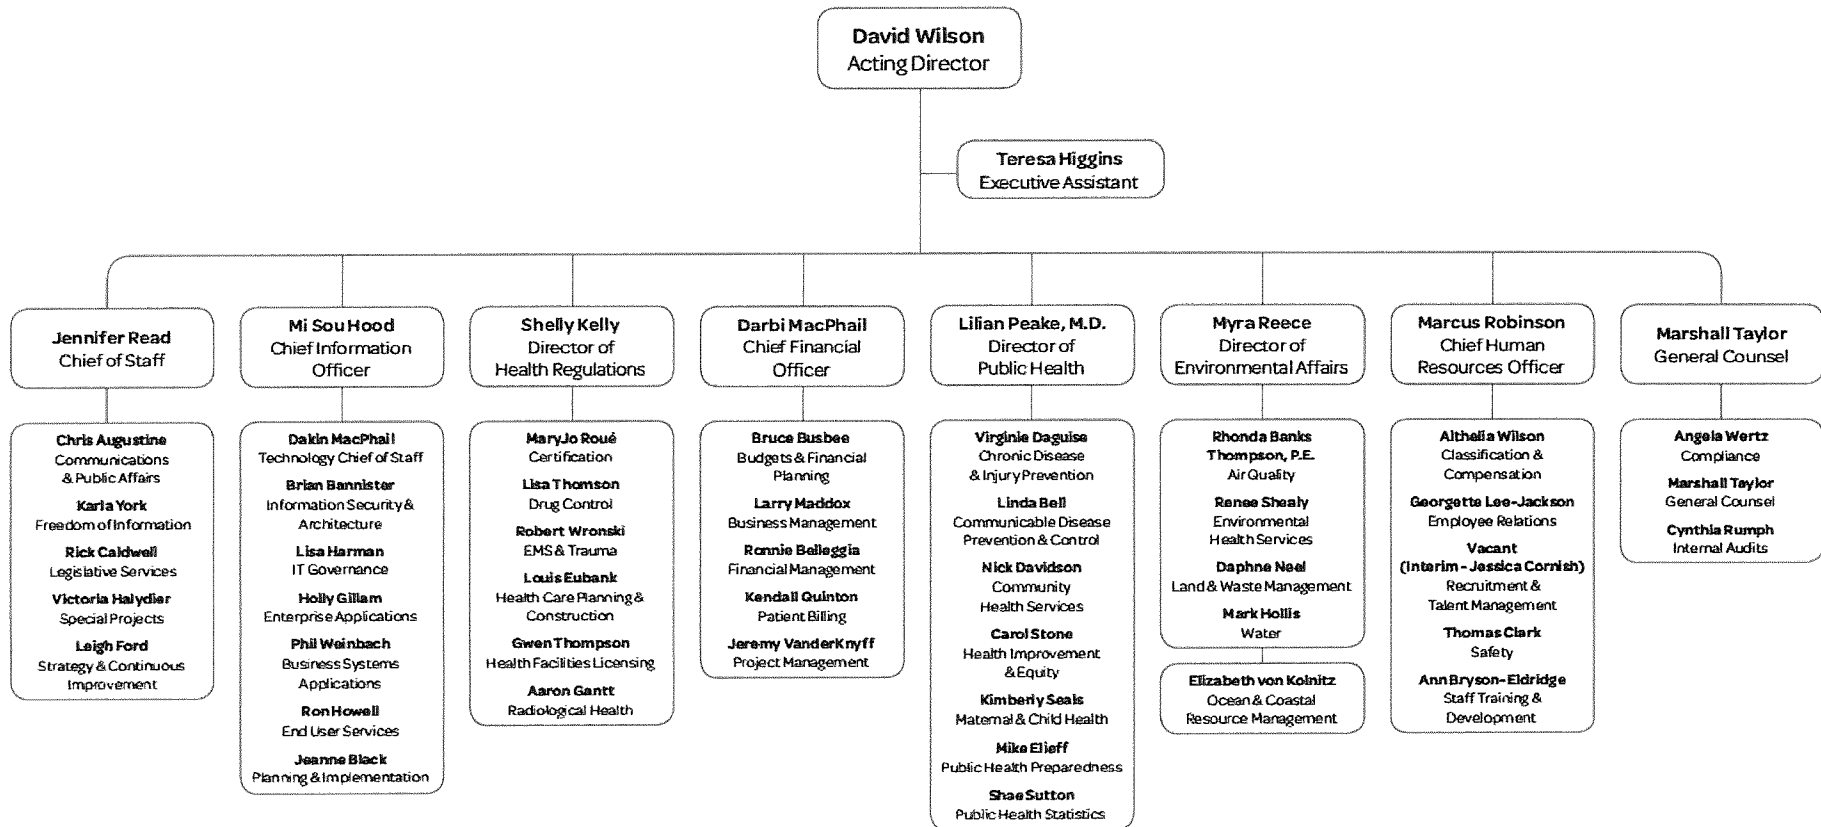 David Wilson
Acting Director
Teresa Higgins
Executive Assistant
Jennifer Read
Chief of Staff
Chris Augustine
Communications
& Public Affairs
Karla York
Freedom of Information
Rick Caldwell
Legislative Services
Victoria Halydier
Special Projects
Leigh Ford
Strategy & Continuous
Improvement
Mi Sou Hood
Chief Information
Officer
Dakin MacPhail
Technology Chief of Staff
Brian Bannister
Information Security &
Architecture
Lisa Harman
IT Governance
Holly Gillam
Enterprise Applications
Phil Weinbach
Business Systems
Applications
Ron Howell
End User Services
Jeanne Black
Planning & Implementation
Shelly Kelly
Director of
Health Regulations
MaryJo Roué
Certification
Lisa Thomson
Drug Control
Robert Wronski
EMS & Trauma
Louis Eubank
Health Care Planning &
Construction
Gwen Thompson
Health Facilities Licensing
Aaron Gantt
Radiological Health
Darbi MacPhail
Chief Financial
Officer
Bruce Busbee
Budgets & Financial
Planning
Larry Maddox
Business Management
Ronnie Belleggia
Financial Management
Kendall Quinton
Patient Billing
Jeremy VanderKnyff
Project Management
Lilian Peake, M.D.
Director of
Public Health
Virginie Daguise
Chronic Disease
& Injury Prevention
Linda Bell
Communicable Disease
Prevention & Control
Nick Davidson
Community
Health Services
Carol Stone
Health Improvement
& Equity
Kimberly Seals
Maternal & Child Health
Mike Elieff
Public Health Preparedness
Shae Sutton
Public Health Statistics
Myra Reece
Director of
Environmental Affairs
Rhonda Banks
Thompson, P.E.
Air Quality
Renee Shealy
Environmental
Health Services
Daphne Neel
Land & Waste Management
Mark Hollis
Water
Elizabeth von Kolnitz
Ocean & Coastal
Resource Management
Marcus Robinson
Chief Human
Resources Officer
Althelia Wilson
Classification &
Compensation
Georgette Lee-Jackson
Employee Relations
Vacant
(Interim - Jessica Cornish)
Recruitment &
Talent Management
Thomas Clark
Safety
Ann Bryson-Eldridge
Staff Training &
Development
Marshall Taylor
General Counsel
Angela Wertz
Compliance
Marshall Taylor
General Counsel
Cynthia Rumph
Internal Audits